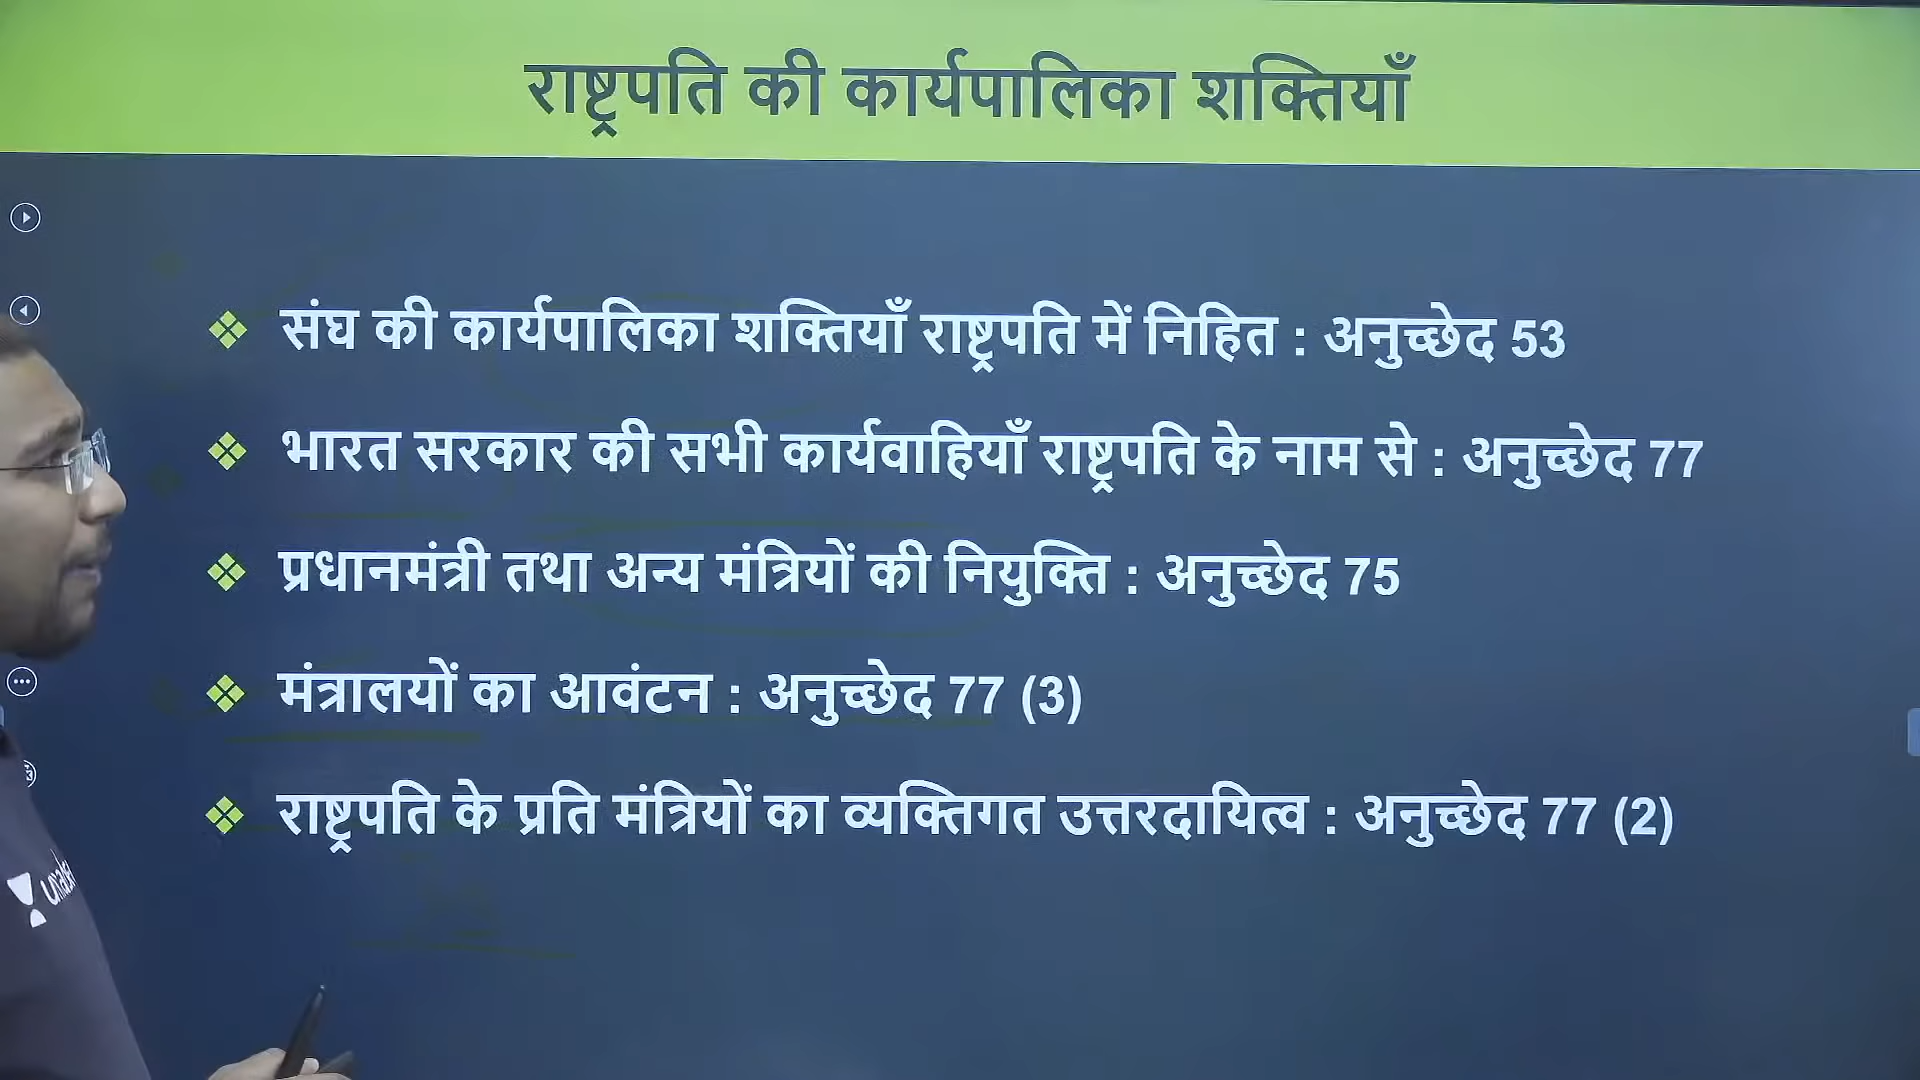 राष्ट्रपति की कार्यपालिका शक्तियाँ
संघ की कार्यपालिका शक्तियाँ राष्ट्रपति में निहित : अनुच्छेद 53
भारत सरकार की सभी कार्यवाहियाँ राष्ट्रपति के नाम से : अनुच्छेद 77
प्रधानमंत्री तथा अन्य मंत्रियों की नियुक्ति : अनुच्छेद 75
मंत्रालयों का आवंटन : अनुच्छेद 77 (3)
राष्ट्रपति के प्रति मंत्रियों का व्यक्तिगत उत्तरदायित्व : अनुच्छेद 77 (2)